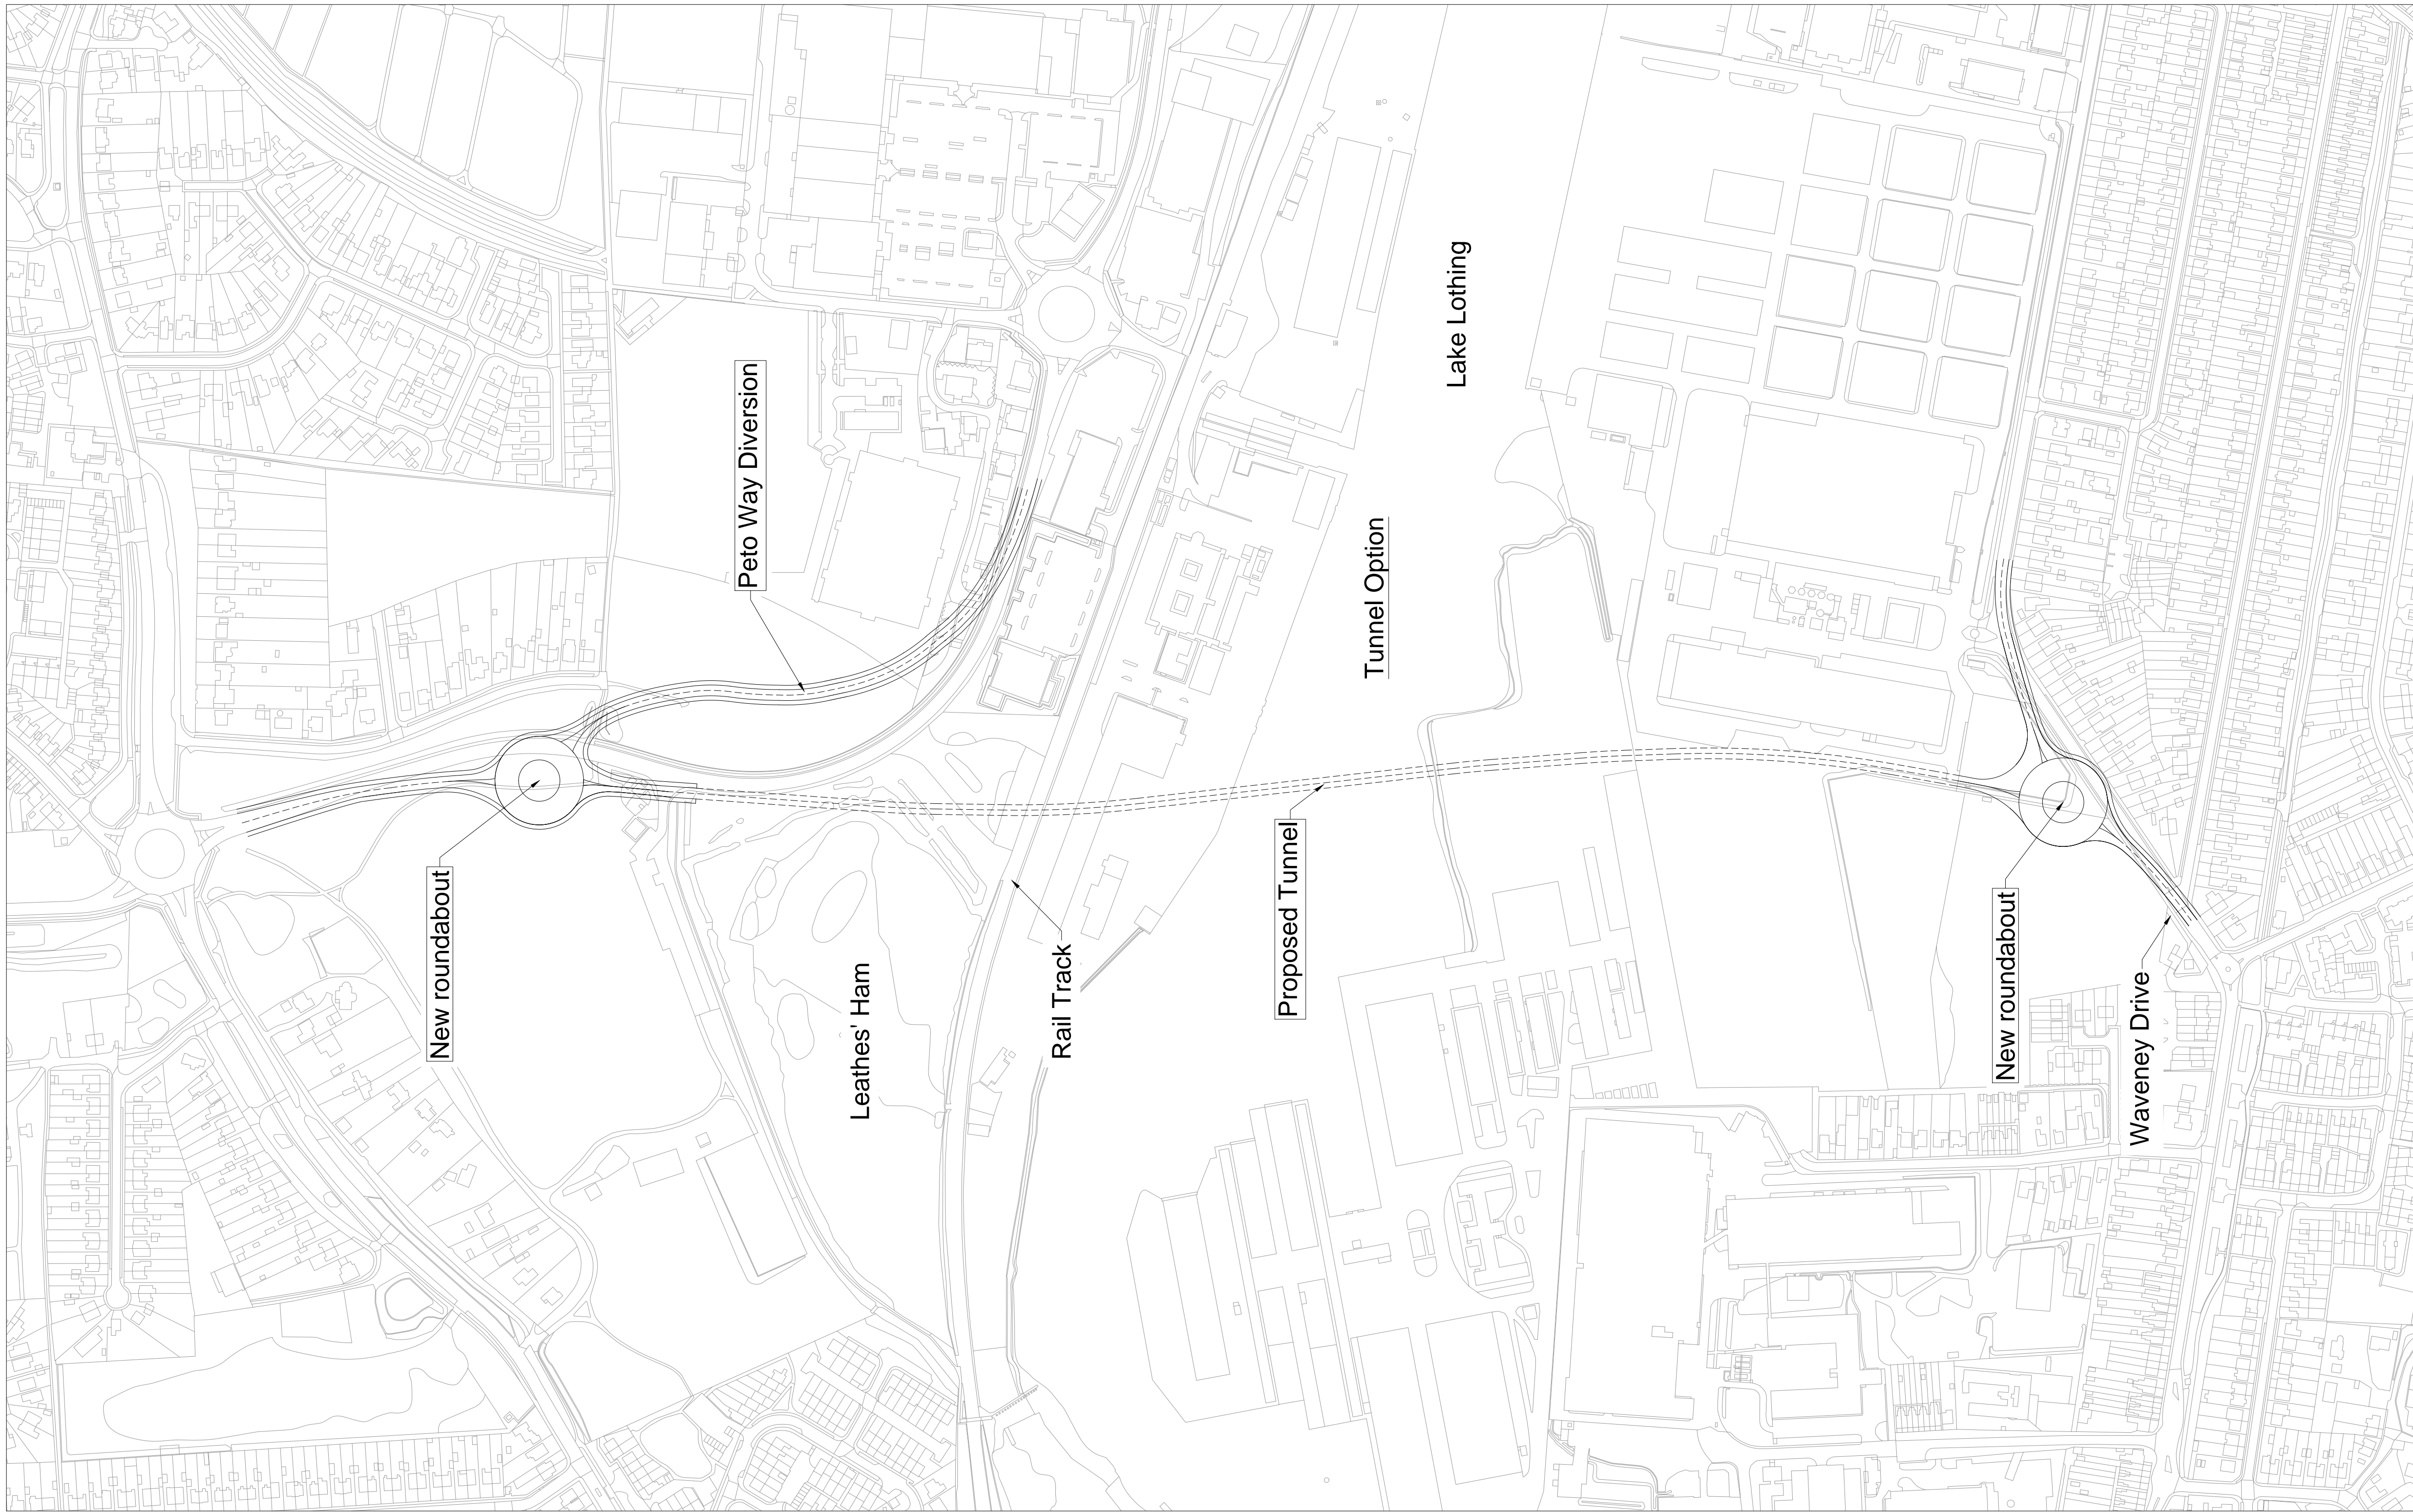 New roundabout
Peto Way Diversion
Leathes' Ham
Rail Track
Proposed Tunnel
Tunnel Option
Lake Lothing
New roundabout
Waveney Drive